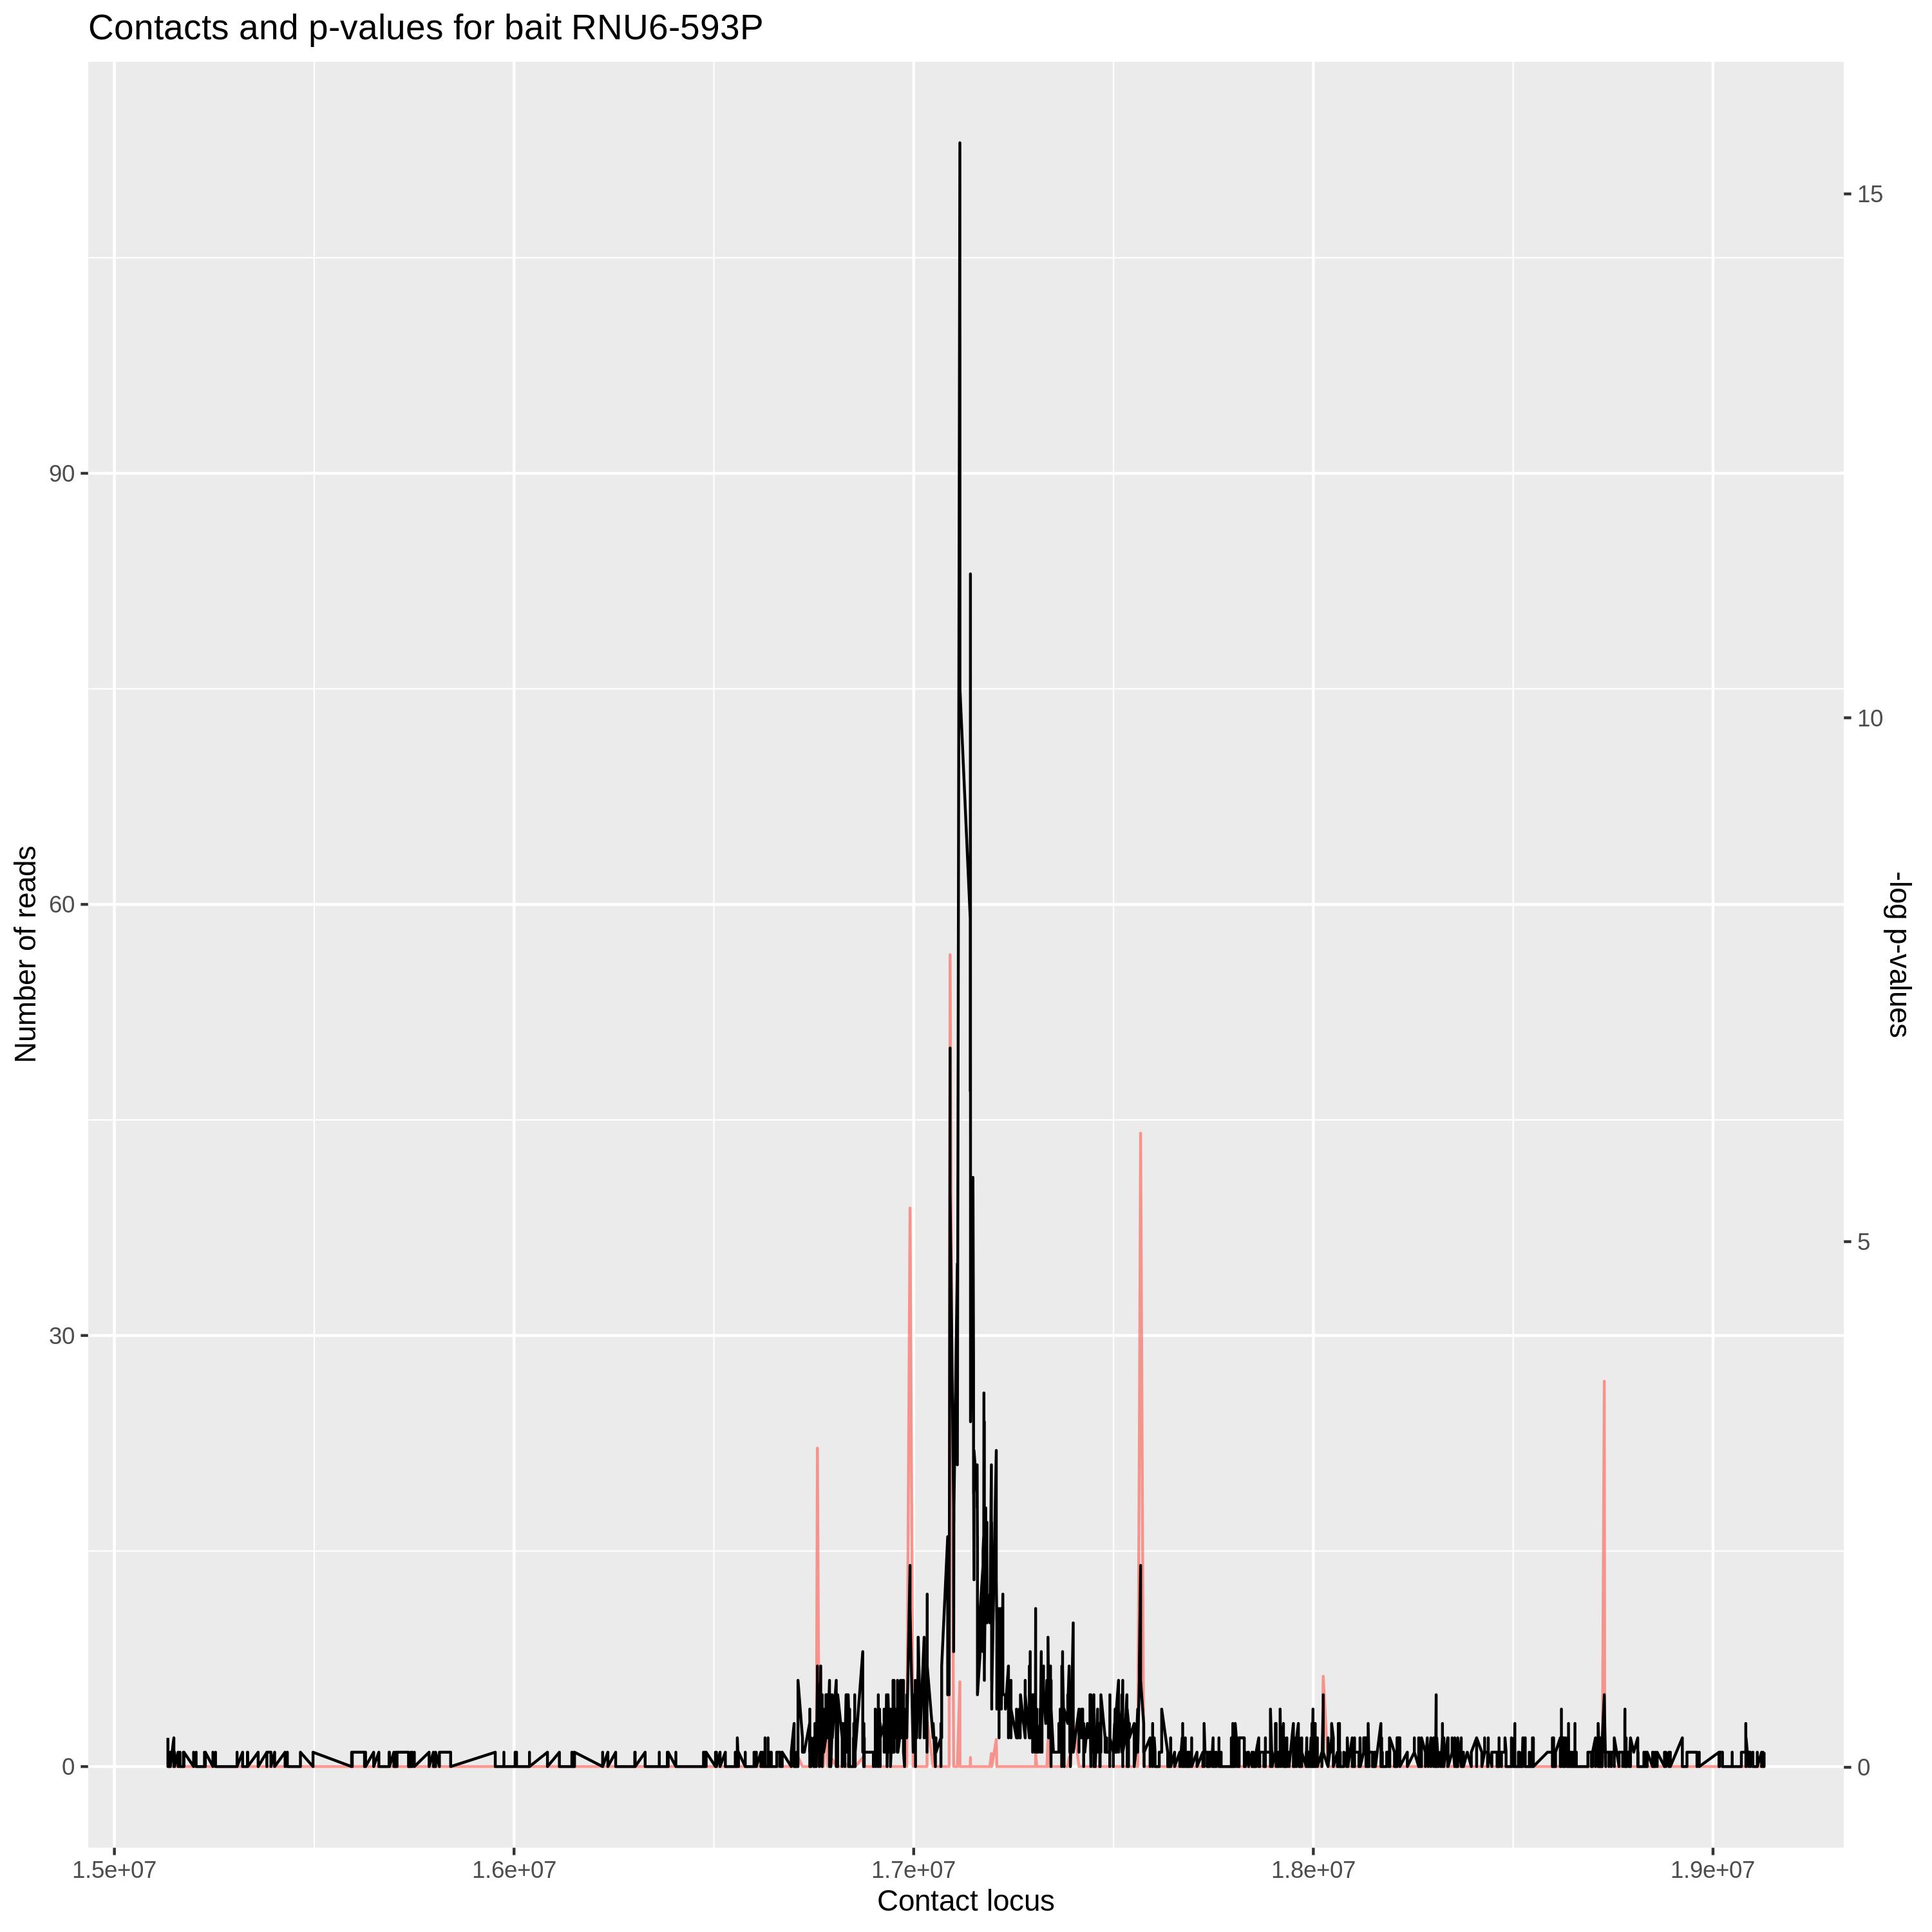 Contacts and p-values for bait RNU6-593P
Number of reads
90
60
30
0
15
10
5
0
-log p-values
1.5e+07 1.6e+07 1.7e+07 1.8e+07 1.9e+07
Contact locus